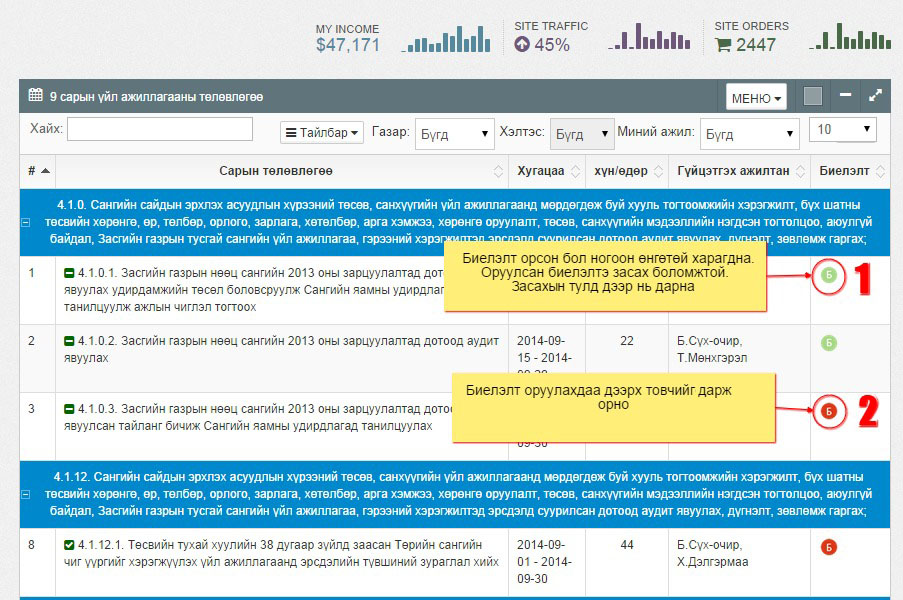 MY INCOME
$47,171
SITE TRAFFIC
45%
SITE ORDERS
2447
9 сарын үйл ажиллагааны төлөвлөгөө
МЕНЮ
Хайх:
Тайлбар
Газар:
Бүгд
Хэлтэс:
Бүгд
Миний ажил:
Бүгд
10
#
Сарын төлөвлөгөө
Хугацаа
хүн/өдөр
Гүйцэтгэх ажилтан
Биелэлт
4.1.0. Сангийн сайдын эрхлэх асуудлын хүрээний төсөв, санхүүгийн үйл ажиллагаанд мөрдөгдөж буй хууль тогтоомжийн хэрэгжилт, бүх шатны
төсвийн хөрөнгө, өр, төлбөр, орлого, зарлага, хөтөлбөр, арга хэмжээ, хөрөнгө оруулалт, төсөв, санхүүгийн мэдээллийн нэгдсэн тогтолцоо, аюулгүй
байдал, Засгийн газрын тусгай сангийн үйл ажиллагаа, гэрээний хэрэгжилтэд эрсдэлд суурилсан дотоод аудит явуулах, дүгнэлт, зөвлөмж гаргах;
1
4.1.0.1. Засгийн газрын нөөц сангийн 2013 оны зарцуулалтад дото
явуулах удирдамжийн төсөл боловсруулж Сангийн яамны удирдлаг
танилцуулж ажлын чиглэл тогтоох
Биелэлт орсон бол ногоон өнгөтөй харагдна.
Оруулсан биелэлтэ засах боломжтой.
Засахын тулд дээр нь дарна
Б
1
2
4.1.0.2. Засгийн газрын нөөц сангийн 2013 оны зарцуулалтад дотоод аудит
явуулах
2014-09-
15 - 2014-
09-30
22
Б.Сүх-очир,
Т.Мөнхгэрэл
Б
3
4.1.0.3. Засгийн газрын нөөц сангийн 2013 оны зарцуулалтад дото
явуулсан тайланг бичиж Сангийн яамны удирдлагад танилцуулах
09-30
Биелэлт оруулахдаа дээрх товчийг дарж
орно
Б
2
4.1.12. Сангийн сайдын эрхлэх асуудлын хүрээний төсөв, санхүүгийн үйл ажиллагаанд мөрдөгдөж буй хууль тогтоомжийн хэрэгжилт, бүх шатны
төсвийн хөрөнгө, өр, төлбөр, орлого, зарлага, хөтөлбөр, арга хэмжээ, хөрөнгө оруулалт, төсөв, санхүүгийн мэдээллийн нэгдсэн тогтолцоо, аюулгүй
байдал, Засгийн газрын тусгай сангийн үйл ажиллагаа, гэрээний хэрэгжилтэд эрсдэлд суурилсан дотоод аудит явуулах, дүгнэлт, зөвлөмж гаргах;
8
4.1.12.1. Төсвийн тухай хуулийн 38 дугаар зүйлд заасан Төрийн сангийн
чиг үүргийг хэрэгжүүлэх үйл ажиллагаанд эрсдэлийн түвшиний зураглал хийх
2014-09-
01 - 2014-
09-30
44
Б.Сүх-очир,
Х.Дэлгэрмаа
Б